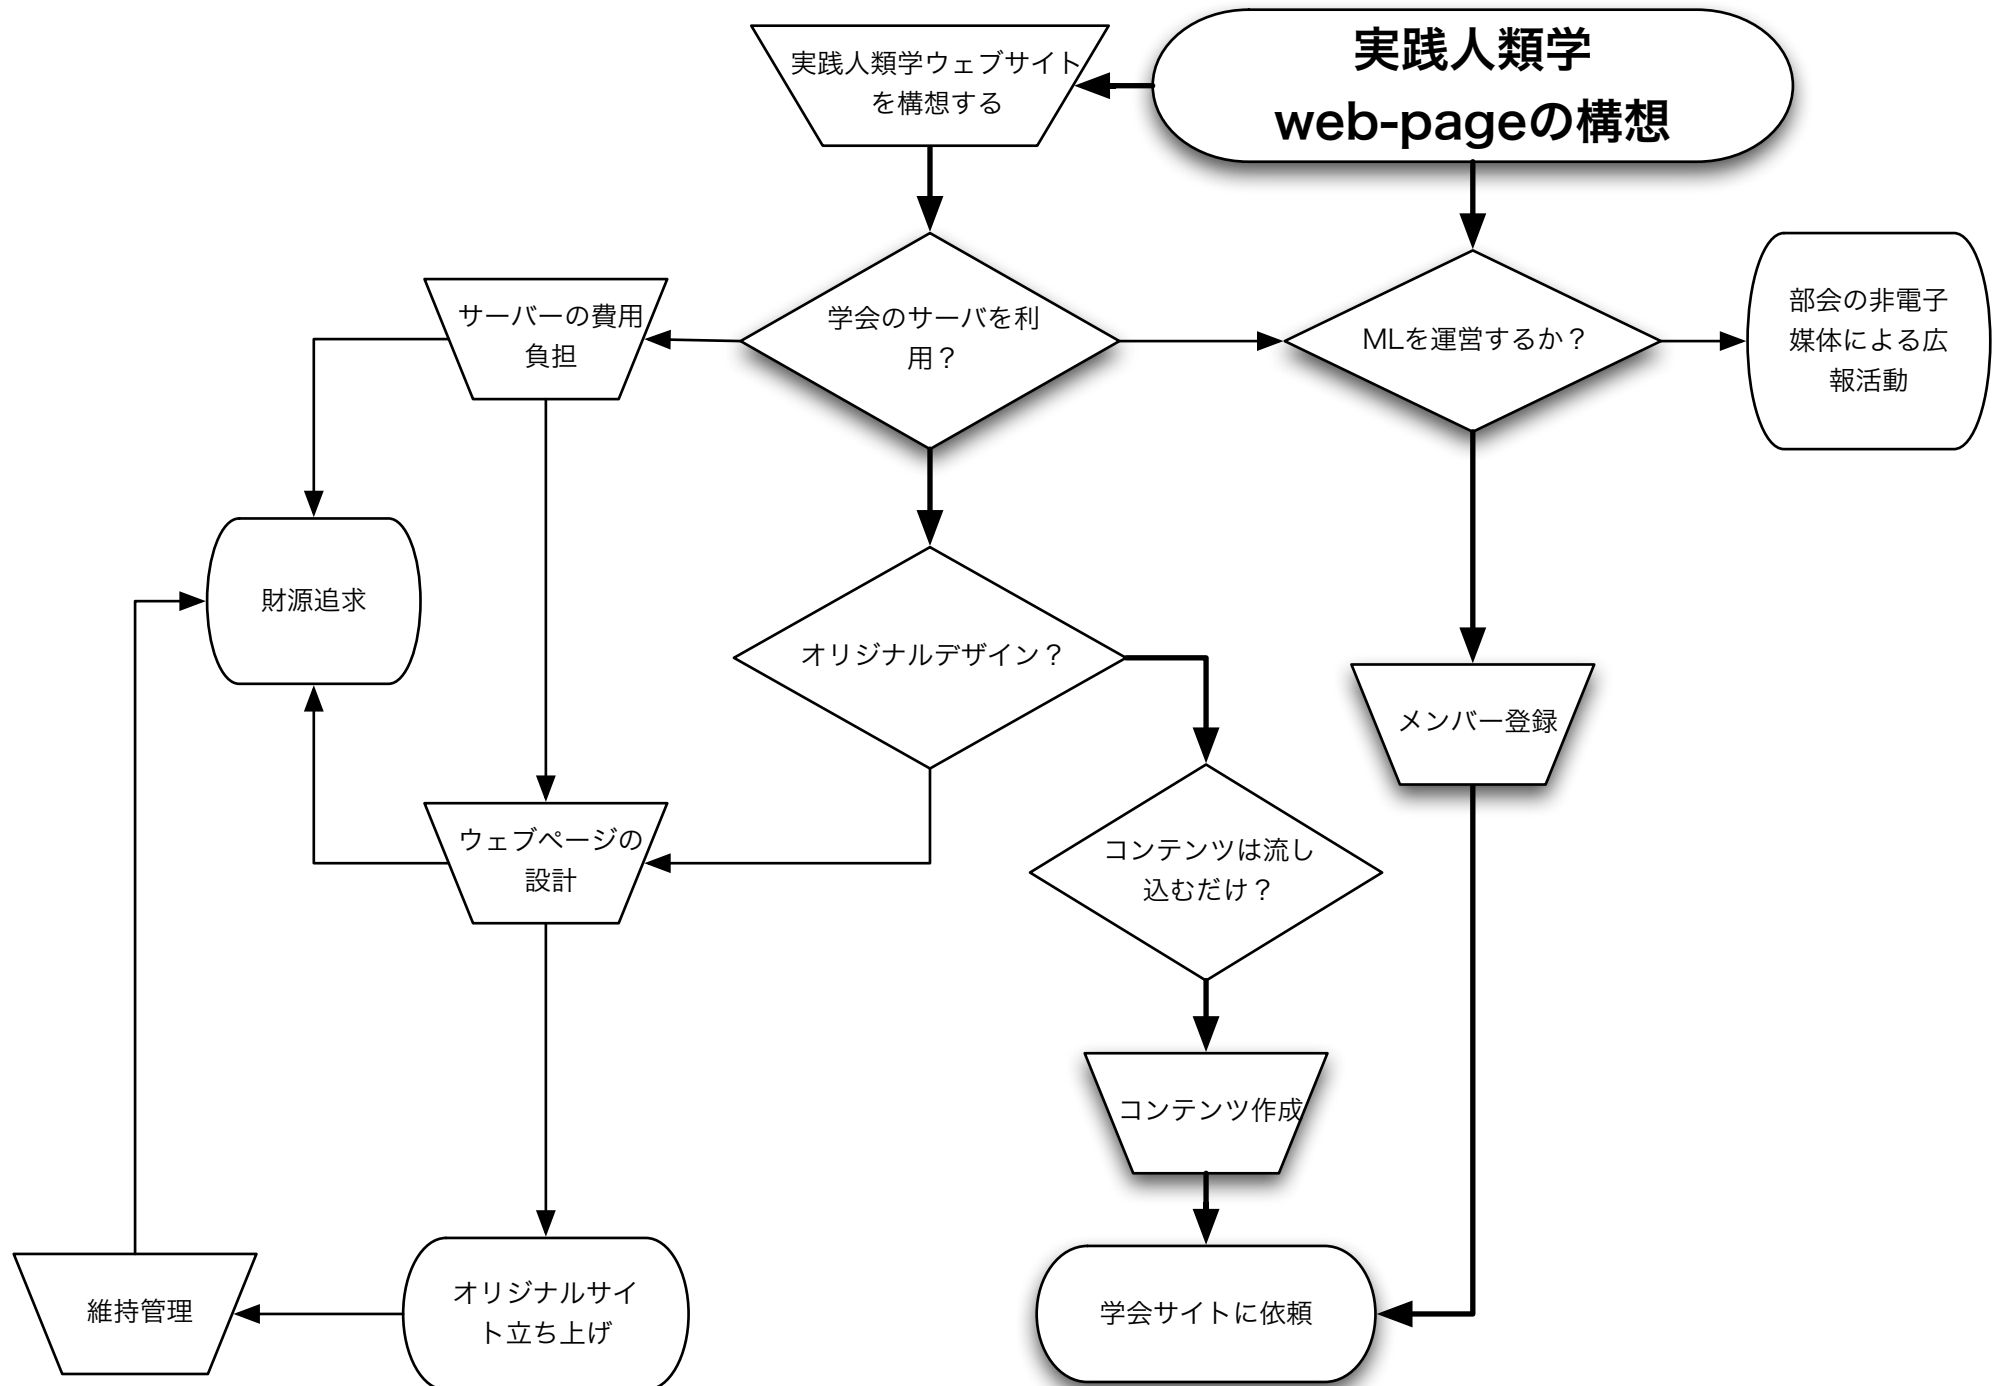 実践人類学
web-pageの構想
実践人類学ウェブサイト
を構想する
サーバーの費用
負担
学会のサーバを利
用？
MLを運営するか？
部会の非電子
媒体による広
報活動
財源追求
オリジナルデザイン？
メンバー登録
ウェブページの
設計
コンテンツは流し
込むだけ？
コンテンツ作成
維持管理
オリジナルサイ
ト立ち上げ
学会サイトに依頼